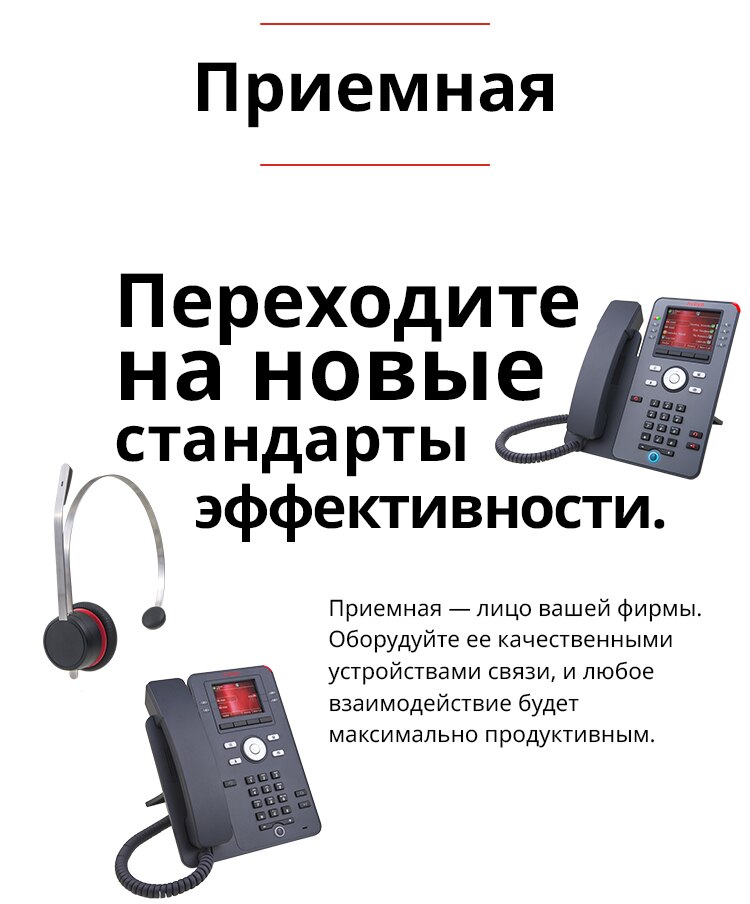 Приемная
Переходите
на новые
стандарты
эффективности.
Приемная — лицо вашей фирмы.
Оборудуйте ее качественными
устройствами связи, и любое
взаимодействие будет
максимально продуктивным.